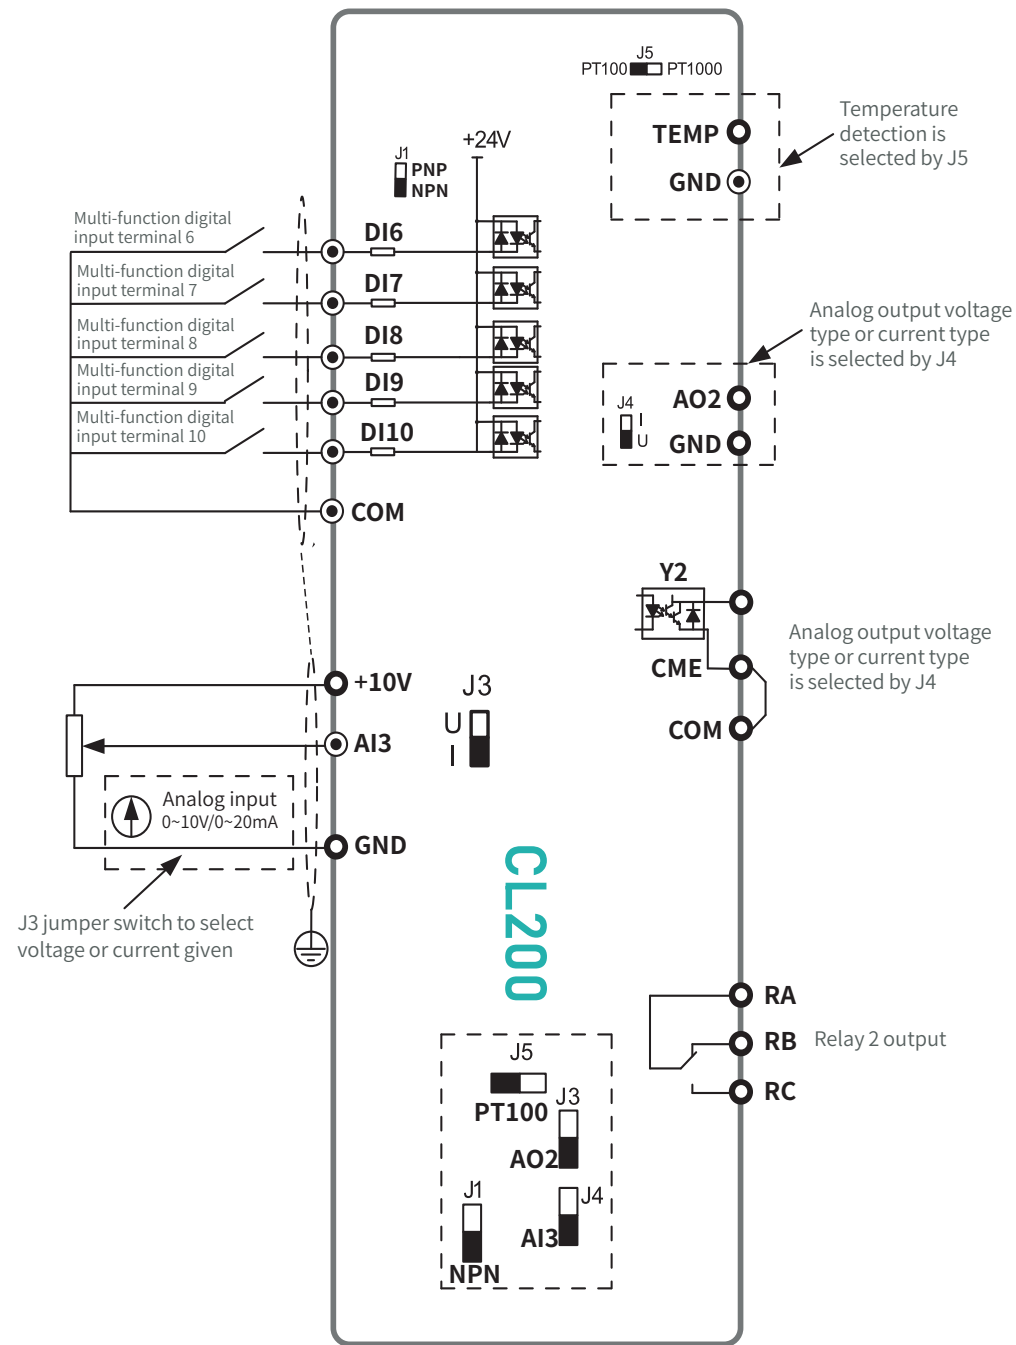 J5
PT100 PT1000
TEMP
GND
Temperature
detection is
selected by J5
+24V
J1
PNP
NPN
Multi-function digital
input terminal 6
DI6
Multi-function digital
input terminal 7
DI7
Multi-function digital
input terminal 8
DI8
Multi-function digital
input terminal 9
DI9
Multi-function digital
input terminal 10
DI10
COM
Analog output voltage
type or current type
is selected by J4
J4
I
U
AO2
GND
Y2
CME
COM
Analog output voltage
type or current type
is selected by J4
+10V
AI3
GND
J3
U
I
Analog input
0~10V/0~20mA
J3 jumper switch to select
voltage or current given
CL200
RA
RB
RC
Relay 2 output
J5
PT100
J3
AO2
J1
NPN
J4
AI3